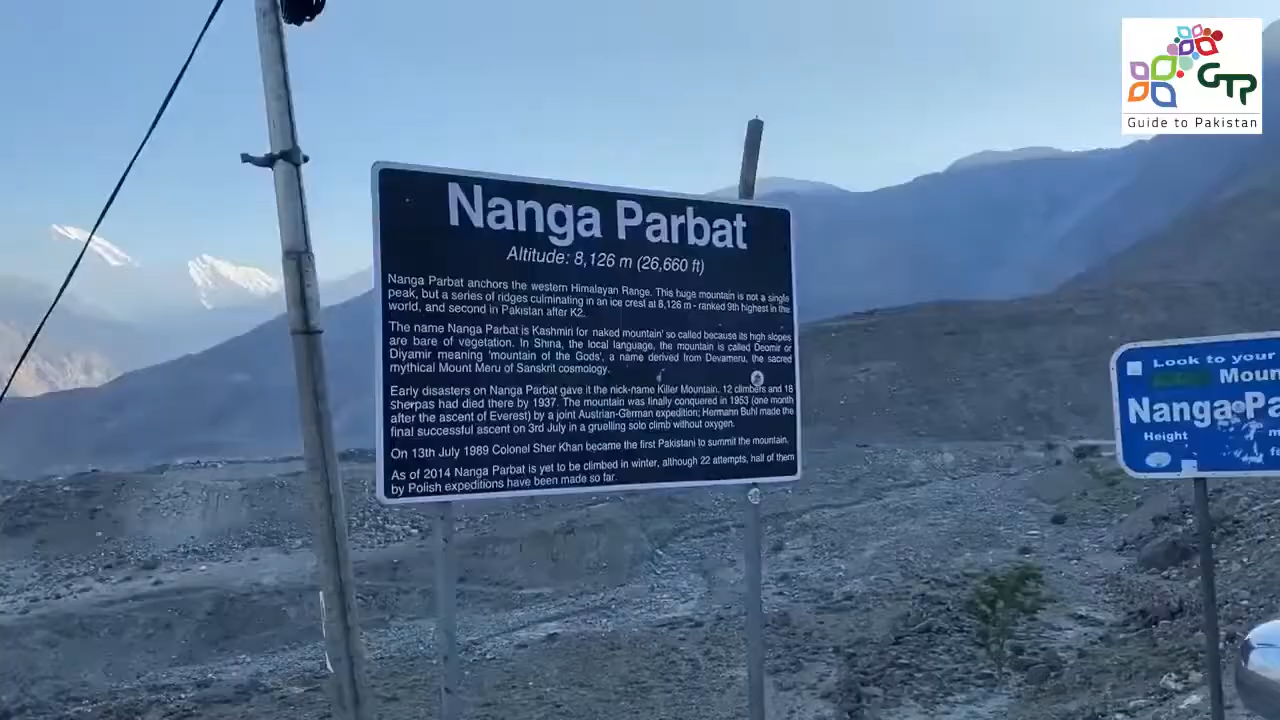 GTP
Guide to Pakistan
Nanga Parbat
Altitude: 8,126 m (26,660 ft)
Nanga Parbat anchors the western Himalayan Range. This huge mountain is not a single
peak, but a series of ridges culminating in an ice crest at 8,126 m - ranked 9th highest in the
world, and second in Pakistan after K2.
The name Nanga Parbat is Kashmiri for 'naked mountain' so called because its high slopes
are bare of vegetation. In Shina, the local language, the mountain is called Deomir or
Diyamir meaning 'mountain of the Gods', a name derived from Devameru, the sacred
mythical Mount Meru of Sanskrit cosmology.
Early disasters on Nanga Parbat gave it the nick-name Killer Mountain. 12 climbers and 18
Sherpas had died there by 1937. The mountain was finally conquered in 1953 (one month
after the ascent of Everest) by a joint Austrian-German expedition; Hermann Buhl made the
final successful ascent on 3rd July in a gruelling solo climb without oxygen.
On 13th July 1989 Colonel Sher Khan became the first Pakistani to summit the mountain.
As of 2014 Nanga Parbat is yet to be climbed in winter, although 22 attempts, half of them
by Polish expeditions have been made so far.
Look to your
Moun
Nanga Pa
Height